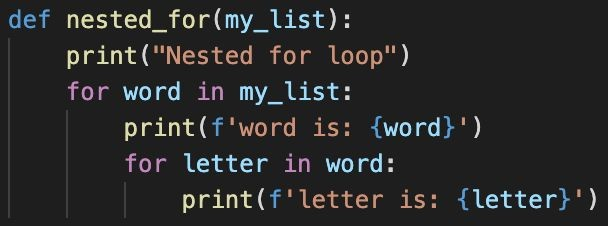 def nested_for(my_list):
    print("Nested for loop")
    for word in my_list:
        print(f'word is: {word}')
        for letter in word:
            print(f'letter is: {letter}')